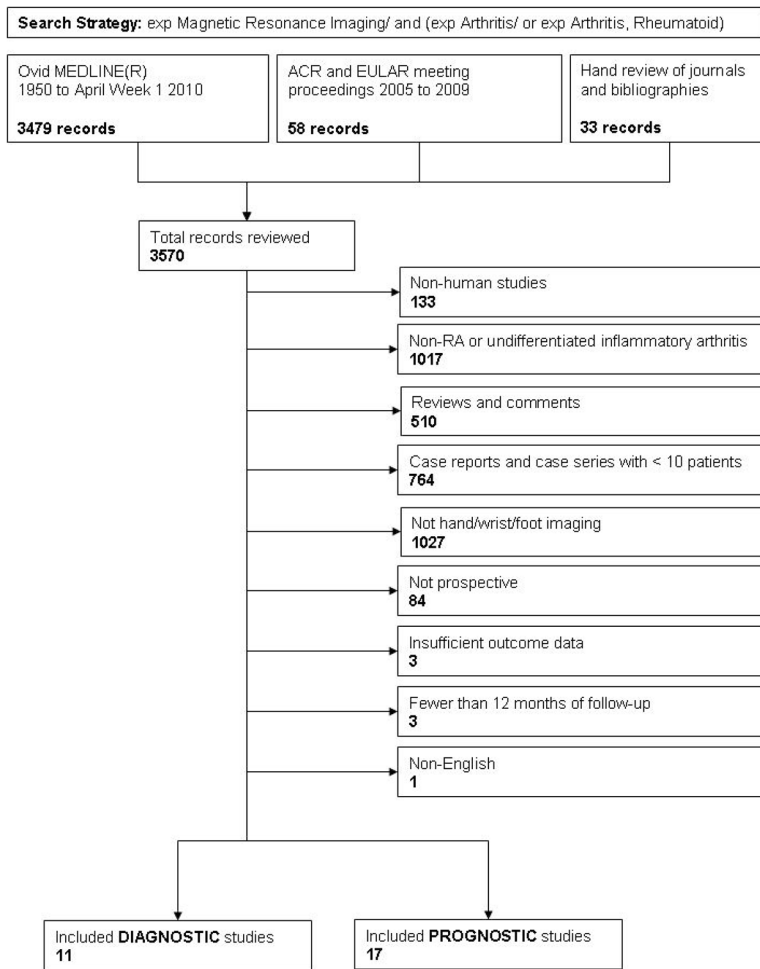 Search Strategy: exp Magnetic Resonance Imaging/ and (exp Arthritis/ or exp Arthritis, Rheumatoid)
Ovid MEDLINE(R)
1950 to April Week 1 2010
3479 records
ACR and EULAR meeting
proceedings 2005 to 2009
58 records
Hand review of journals
and bibliographies
33 records
Total records reviewed
3570
Non-human studies
133
Non-RA or undifferentiated inflammatory arthritis
1017
Reviews and comments
510
Case reports and case series with < 10 patients
764
Not hand/wrist/foot imaging
1027
Not prospective
84
Insufficient outcome data
3
Fewer than 12 months of follow-up
3
Non-English
1
Included DIAGNOSTIC studies
11
Included PROGNOSTIC studies
17